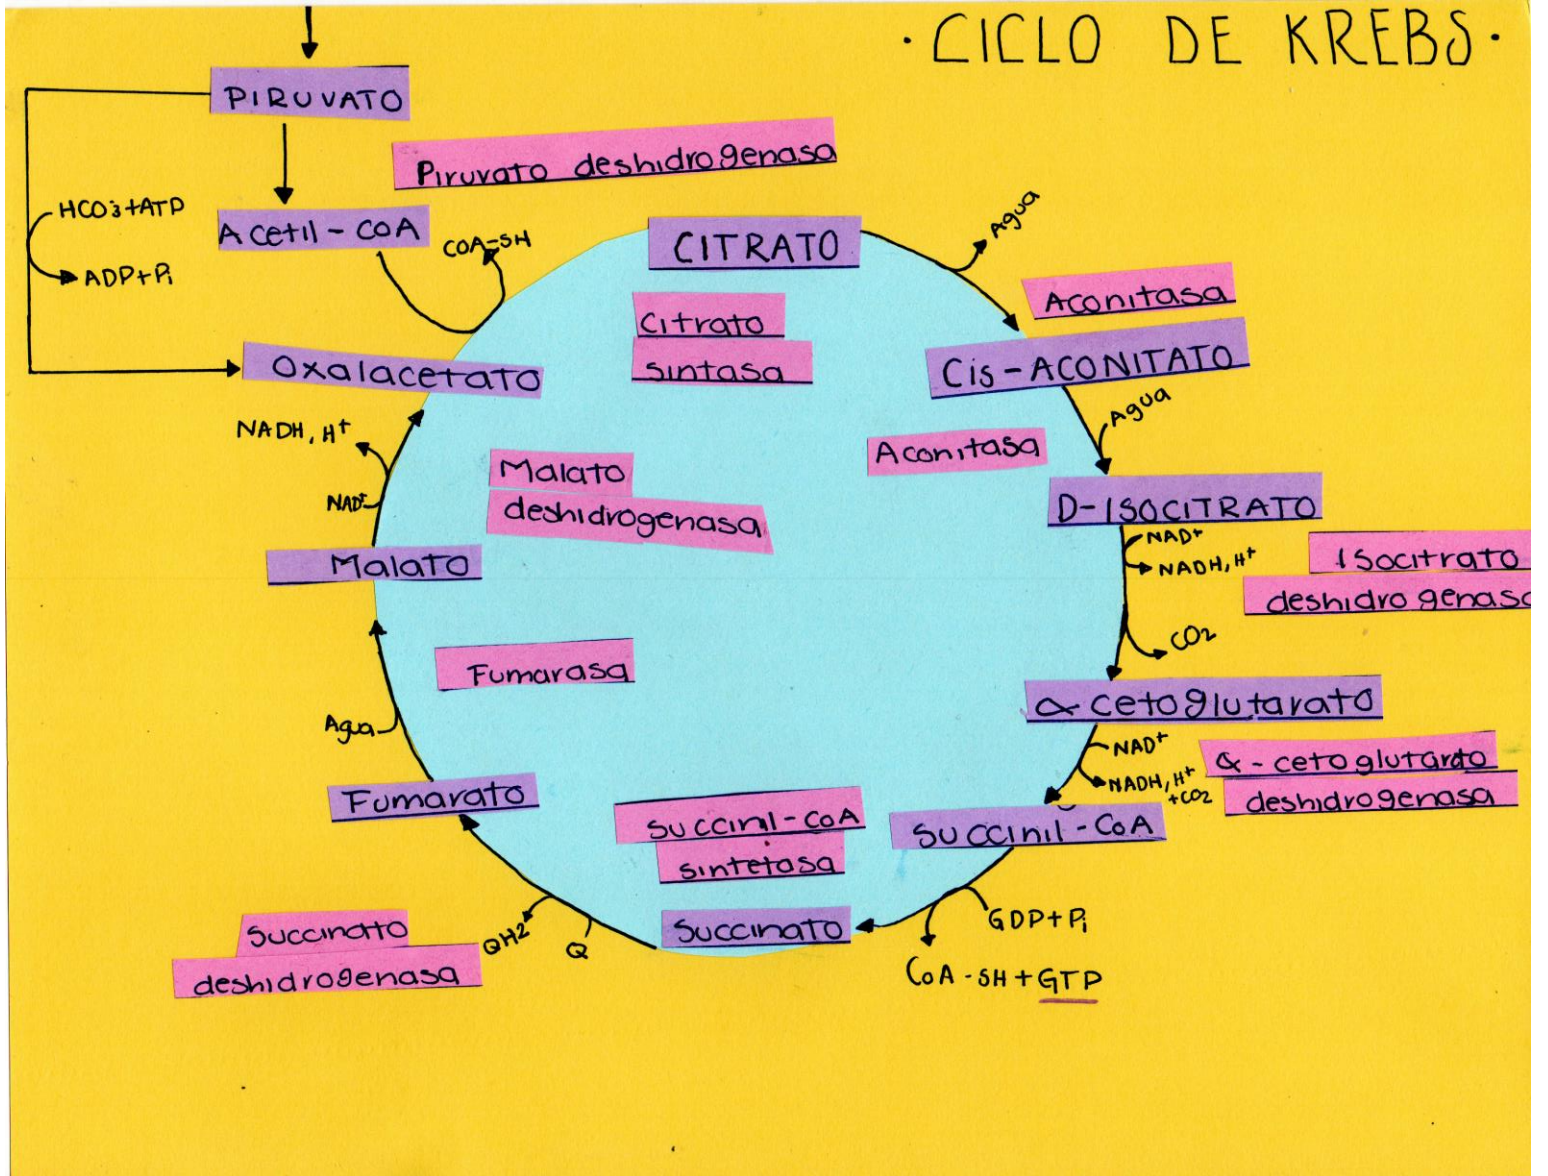 · CICLO DE KREBS ·
PIRUVATO
Piruvato deshidrogenasa
HCO3̄+ATP
ADP+Pi
Acetil-CoA
COA-SH
CITRATO
Agua
Citrato
sintasa
Aconitasa
Oxalacetato
Cis-ACONITATO
Agua
NADH, H+
Aconitasa
Malato
deshidrogenasa
NAD+
D-ISOCITRATO
NAD+
NADH, H+
Isocitrato
deshidrogenasa
Malato
CO2
Fumarasa
α cetoglutarato
Agua
NAD+
NADH, H+
+CO2
α-cetoglutarato
deshidrogenasa
Fumarato
Succinil-CoA
sintetasa
Succinil-CoA
Succinato
deshidrogenasa
QH2
Q
Succinato
GDP+Pi
CoA-SH+GTP